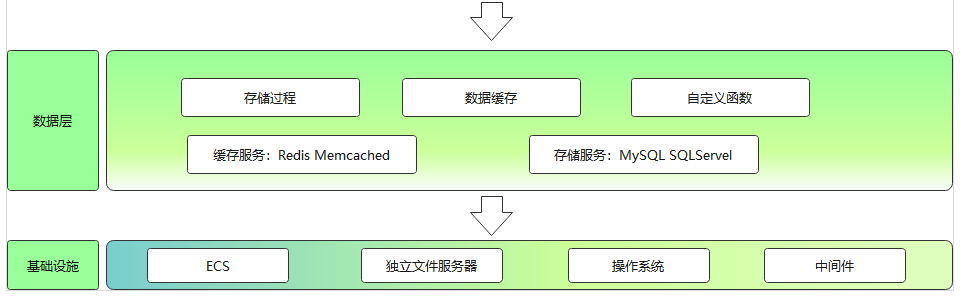 数据层
存储过程
数据缓存
自定义函数
缓存服务：Redis Memcached
存储服务：MySQL SQLServel
基础设施
ECS
独立文件服务器
操作系统
中间件